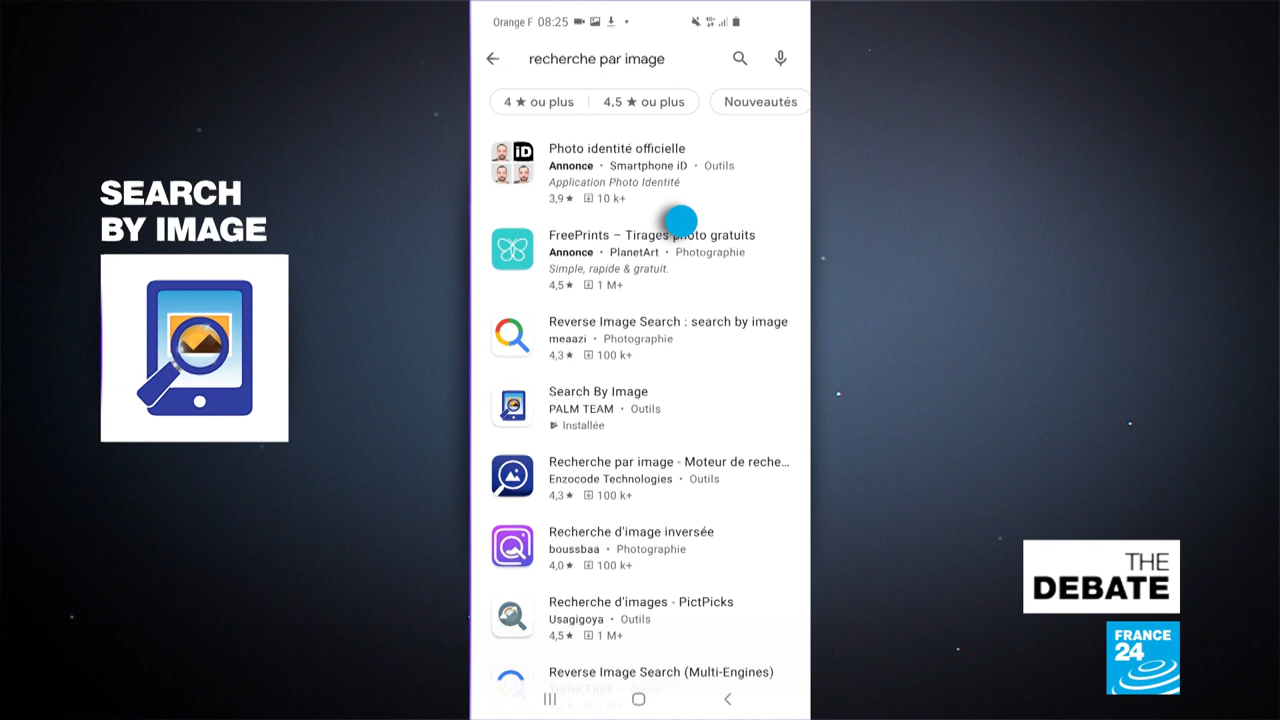 Orange F 08:25
recherche par image
4 ★ ou plus
4,5 ★ ou plus
Nouveautés
SEARCH
BY IMAGE
iD
Photo identité officielle
Annonce • Smartphone iD • Outils
Application Photo Identité
3,9 ★ 10 k+
FreePrints – Tirages photo gratuits
Annonce • PlanetArt • Photographie
Simple, rapide & gratuit.
4,5 ★ 1 M+
Reverse Image Search : search by image
meaazi • Photographie
4,3 ★ 100 k+
Search By Image
PALM TEAM • Outils
Installée
Recherche par image - Moteur de reche...
Enzocode Technologies • Outils
4,3 ★ 100 k+
Recherche d'image inversée
boussbaa • Photographie
4,0 ★ 100 k+
Recherche d'images - PictPicks
Usagigoya • Outils
4,5 ★ 1 M+
Reverse Image Search (Multi-Engines)
THINK TREE
THE
DEBATE
FRANCE
24